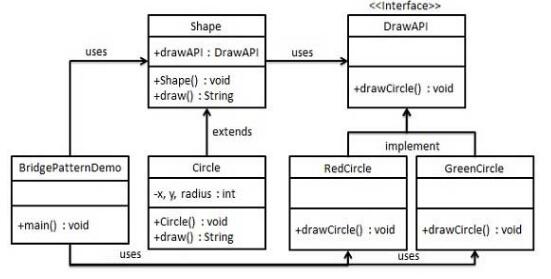 <<Interface>>
Shape
DrawAPI
uses
+drawAPI : DrawAPI
uses
+Shape() : void
+draw() : String
+drawCircle() : void
extends
implement
BridgePatternDemo
Circle
RedCircle
GreenCircle
-x, y, radius : int
+main() : void
+Circle() : void
+draw() : String
+drawCircle() : void
+drawCircle() : void
uses
uses